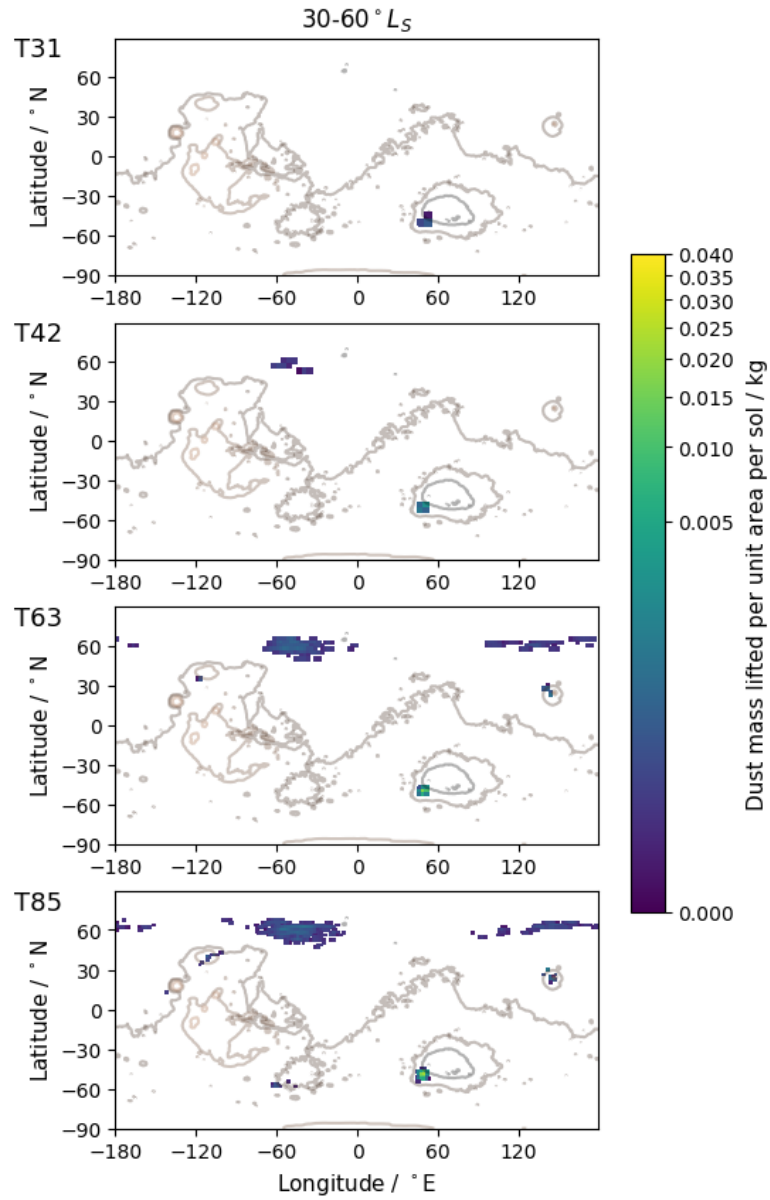 30-60°L_S
T31
60
30
0
−30
−60
−90
Latitude / °N
−180 −120 −60 0 60 120
T42
60
30
0
−30
−60
−90
Latitude / °N
−180 −120 −60 0 60 120
T63
60
30
0
−30
−60
−90
Latitude / °N
−180 −120 −60 0 60 120
T85
60
30
0
−30
−60
−90
Latitude / °N
−180 −120 −60 0 60 120
Longitude / °E
0.040
0.035
0.030
0.025
0.020
0.015
0.010
0.005
0.000
Dust mass lifted per unit area per sol / kg